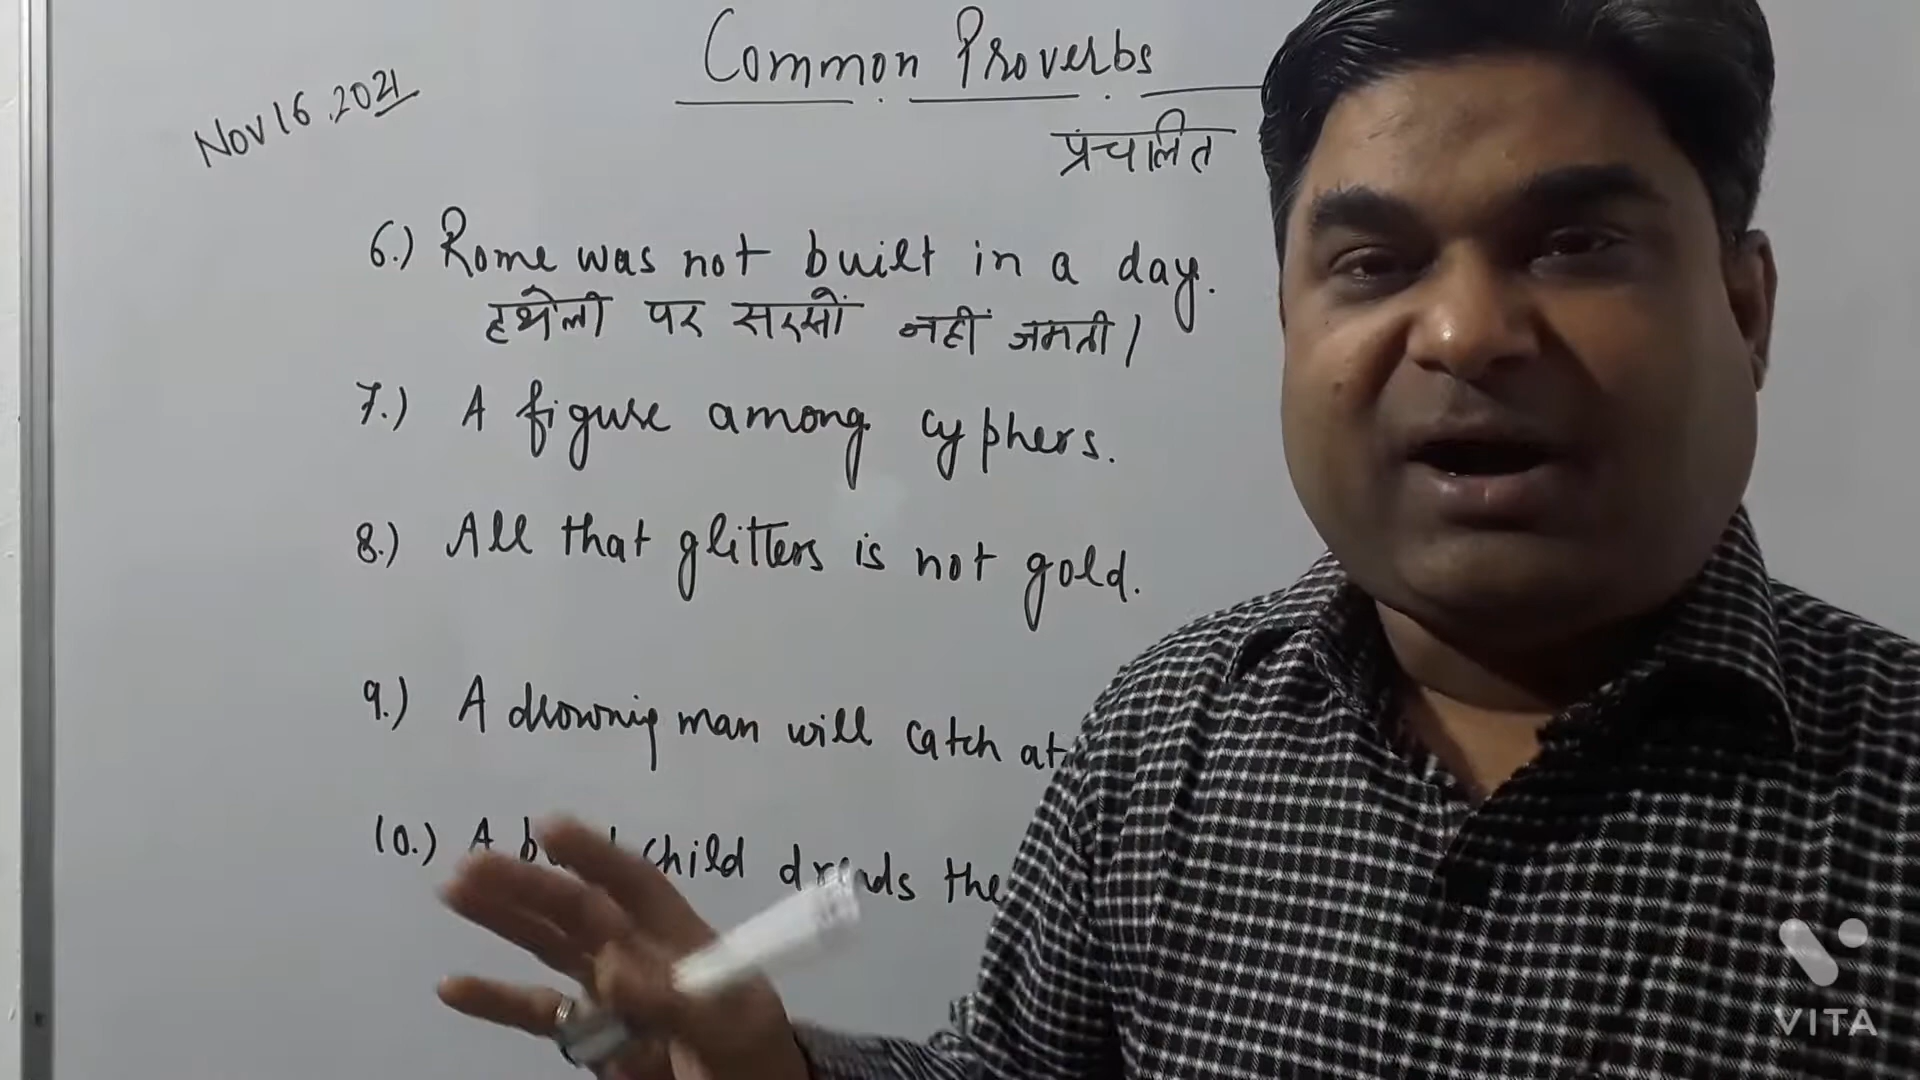 Common Proverbs
Nov 16, 2021
प्रचलित
6.) Rome was not built in a day.
हथेली पर सरसों नहीं जमती।
7.) A figure among cyphers.
8.) All that glitters is not gold.
9.) A drowning man will catch at
10.) A child dreads the
VITA